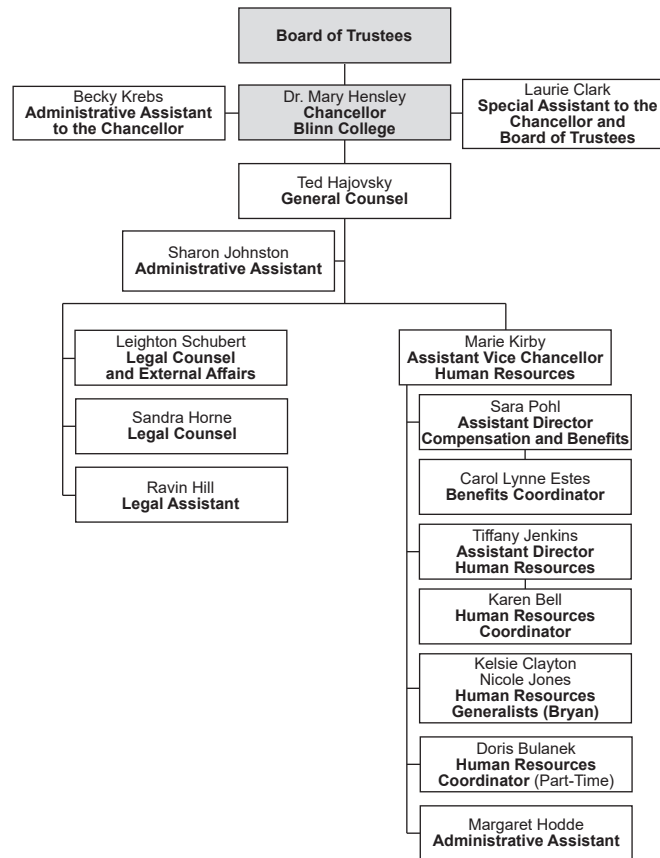 Board of Trustees
Becky Krebs
Administrative Assistant
to the Chancellor
Dr. Mary Hensley
Chancellor
Blinn College
Laurie Clark
Special Assistant to the
Chancellor and
Board of Trustees
Ted Hajovsky
General Counsel
Sharon Johnston
Administrative Assistant
Leighton Schubert
Legal Counsel
and External Affairs
Sandra Horne
Legal Counsel
Ravin Hill
Legal Assistant
Marie Kirby
Assistant Vice Chancellor
Human Resources
Sara Pohl
Assistant Director
Compensation and Benefits
Carol Lynne Estes
Benefits Coordinator
Tiffany Jenkins
Assistant Director
Human Resources
Karen Bell
Human Resources
Coordinator
Kelsie Clayton
Nicole Jones
Human Resources
Generalists (Bryan)
Doris Bulanek
Human Resources
Coordinator (Part-Time)
Margaret Hodde
Administrative Assistant